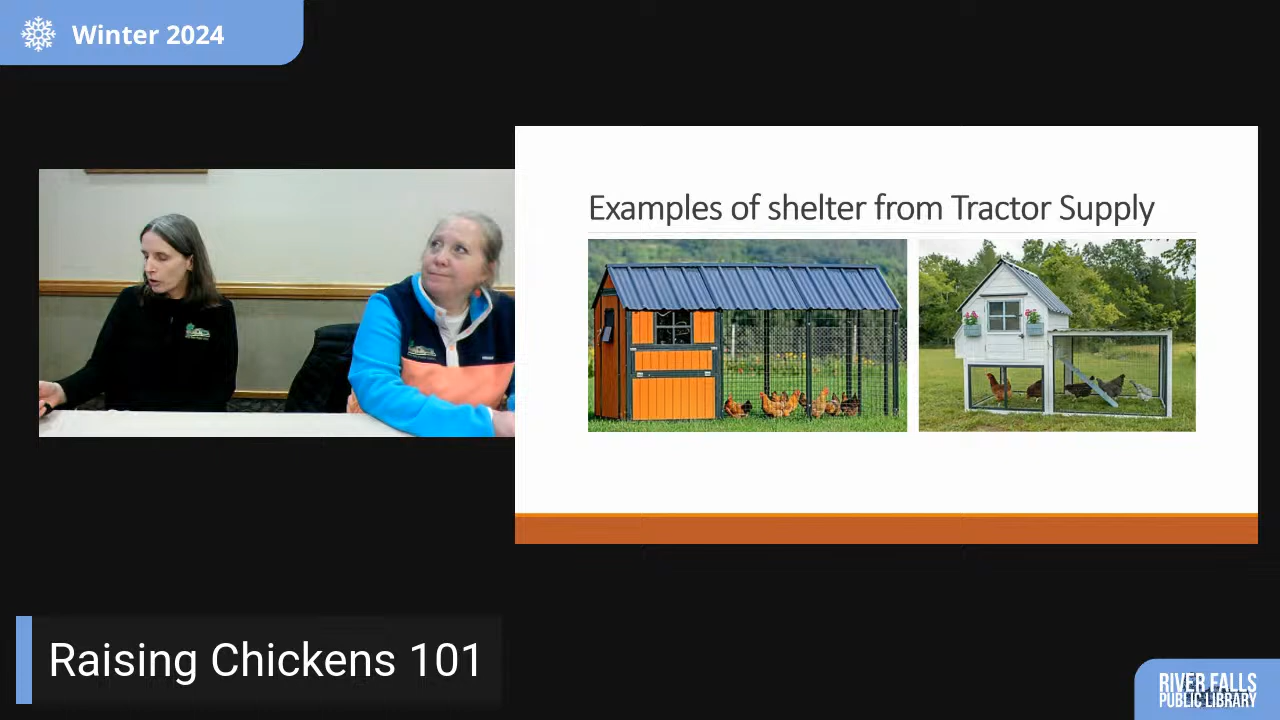 Winter 2024
Examples of shelter from Tractor Supply
Raising Chickens 101
RIVER FALLS
PUBLIC LIBRARY